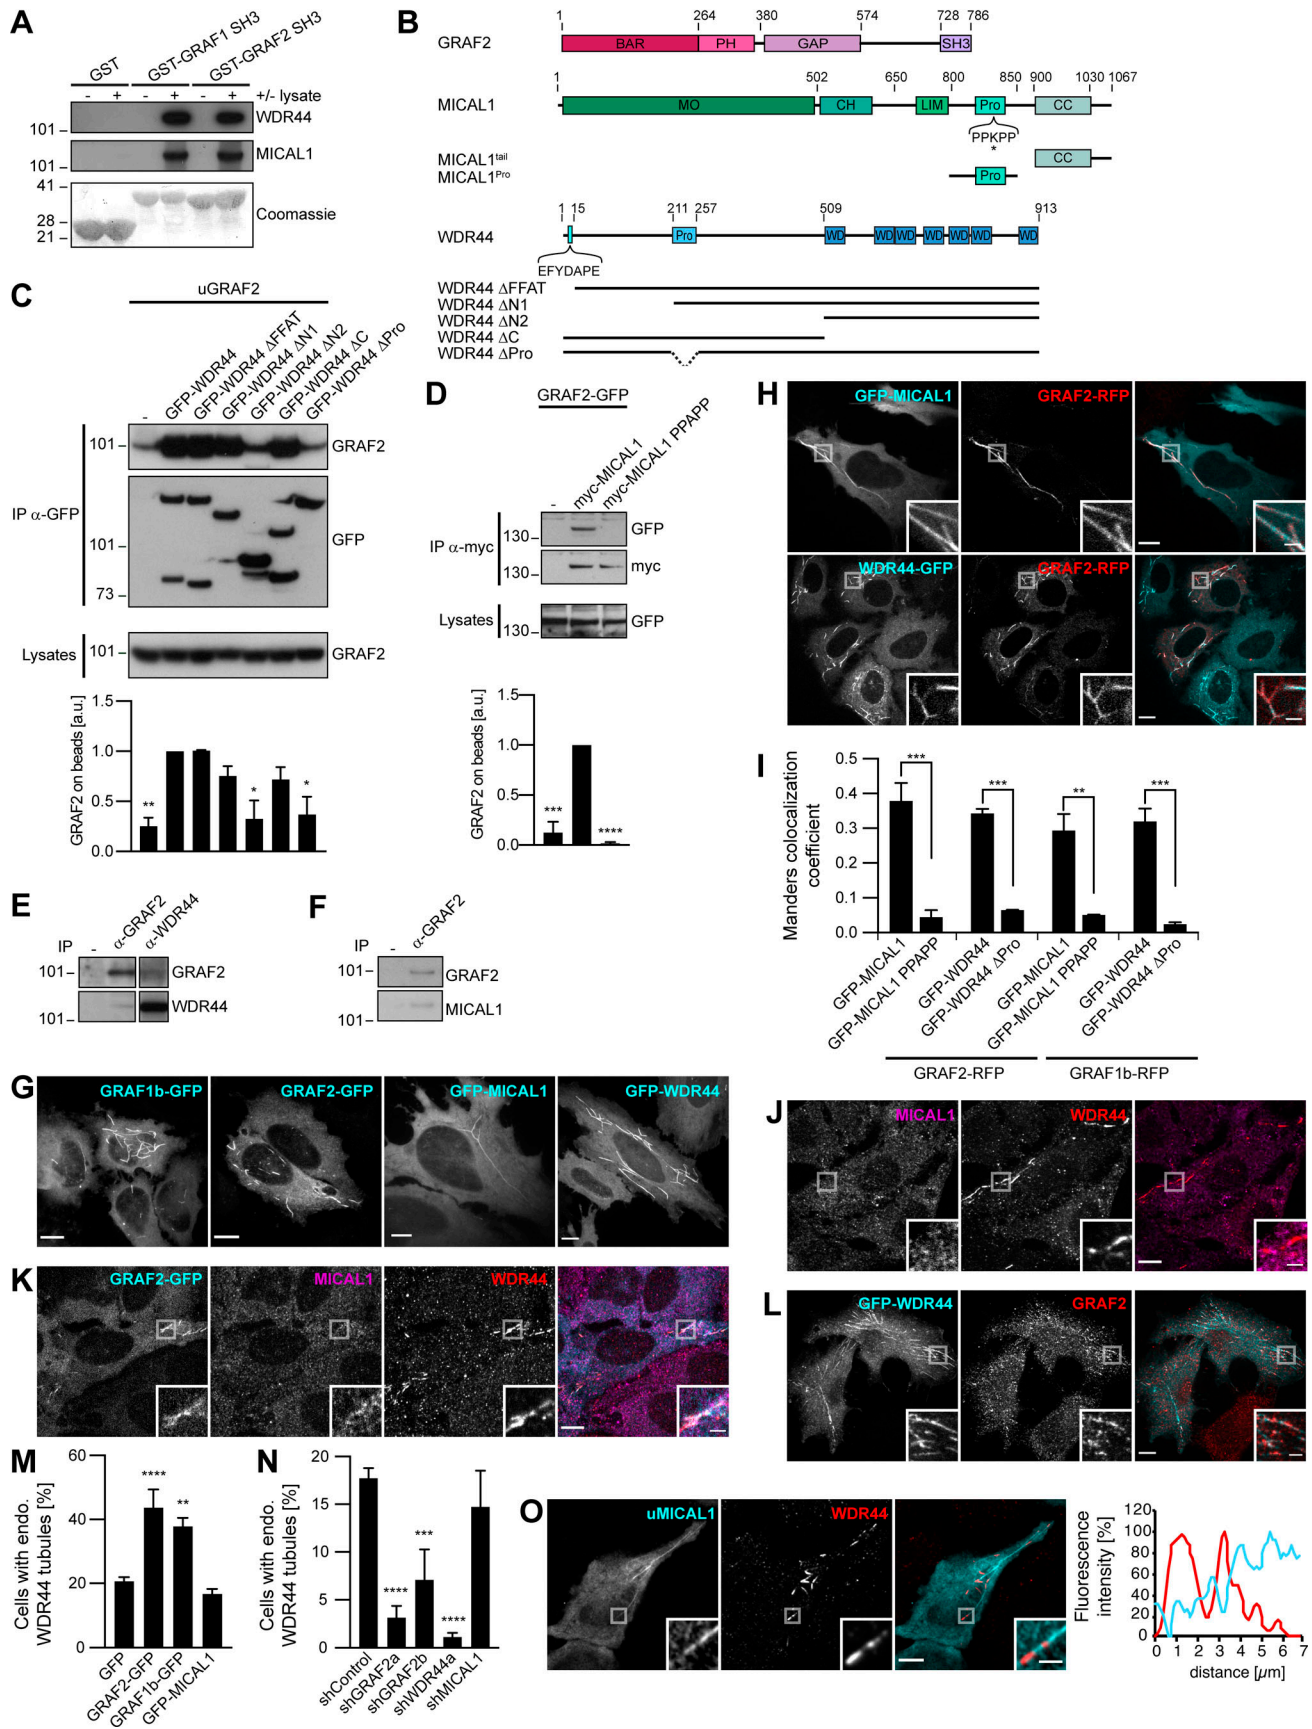 A
GST
GST-GRAF1 SH3
GST-GRAF2 SH3
- + - + - + +/- lysate
WDR44
101
MICAL1
101
41
28
21
Coomassie
B
1 264 380 574 728 786
GRAF2
BAR PH GAP SH3
1 502 650 800 850 900 1030 1067
MICAL1
MO CH LIM Pro CC
PPKPP
*
MICAL1tail
CC
MICAL1Pro
Pro
1 15 211 257 509 913
WDR44
Pro WD WD WD WD WD WD WD
EFYDAPE
WDR44 ΔFFAT
WDR44 ΔN1
WDR44 ΔN2
WDR44 ΔC
WDR44 ΔPro
C
uGRAF2
-
GFP-WDR44
GFP-WDR44 ΔFFAT
GFP-WDR44 ΔN1
GFP-WDR44 ΔN2
GFP-WDR44 ΔC
GFP-WDR44 ΔPro
101
GRAF2
IP α-GFP
101
73
GFP
Lysates
101
GRAF2
GRAF2 on beads [a.u.]
1.5
1.0
0.5
0.0
** * *
D
GRAF2-GFP
-
myc-MICAL1
myc-MICAL1 PPAPP
IP α-myc
130
GFP
130
myc
Lysates
130
GFP
GRAF2 on beads [a.u.]
1.5
1.0
0.5
0.0
*** ****
E
IP - α-GRAF2 α-WDR44
101
GRAF2
101
WDR44
F
IP - α-GRAF2
101
GRAF2
101
MICAL1
G
GRAF1b-GFP
GRAF2-GFP
GFP-MICAL1
GFP-WDR44
H
GFP-MICAL1
GRAF2-RFP
WDR44-GFP
GRAF2-RFP
I
Manders colocalization
coefficient
0.5
0.4
0.3
0.2
0.1
0.0
*** *** ** ***
GFP-MICAL1
GFP-MICAL1 PPAPP
GFP-WDR44
GFP-WDR44 ΔPro
GFP-MICAL1
GFP-MICAL1 PPAPP
GFP-WDR44
GFP-WDR44 ΔPro
GRAF2-RFP
GRAF1b-RFP
J
MICAL1
WDR44
K
GRAF2-GFP
MICAL1
WDR44
L
GFP-WDR44
GRAF2
M
Cells with endo.
WDR44 tubules [%]
60
40
20
0
**** **
GFP
GRAF2-GFP
GRAF1b-GFP
GFP-MICAL1
N
Cells with endo.
WDR44 tubules [%]
20
15
10
5
0
**** *** ****
shControl
shGRAF2a
shGRAF2b
shWDR44a
shMICAL1
O
uMICAL1
WDR44
Fluorescence
intensity [%]
120
100
80
60
40
20
0
0 1 2 3 4 5 6 7
distance [µm]